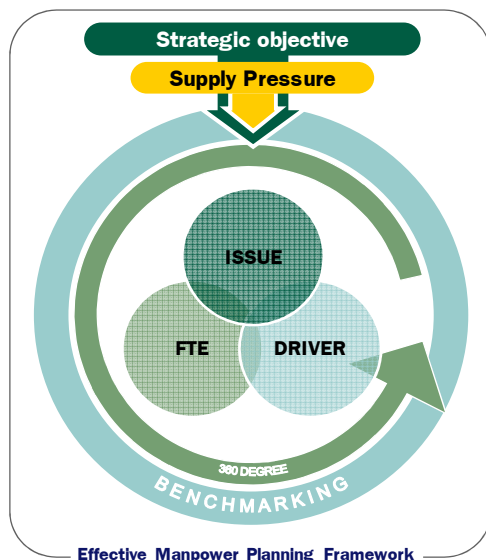 Strategic objective
Supply Pressure
ISSUE
FTE
DRIVER
360 DEGREE
BENCHMARKING
Effective Manpower Planning Framework